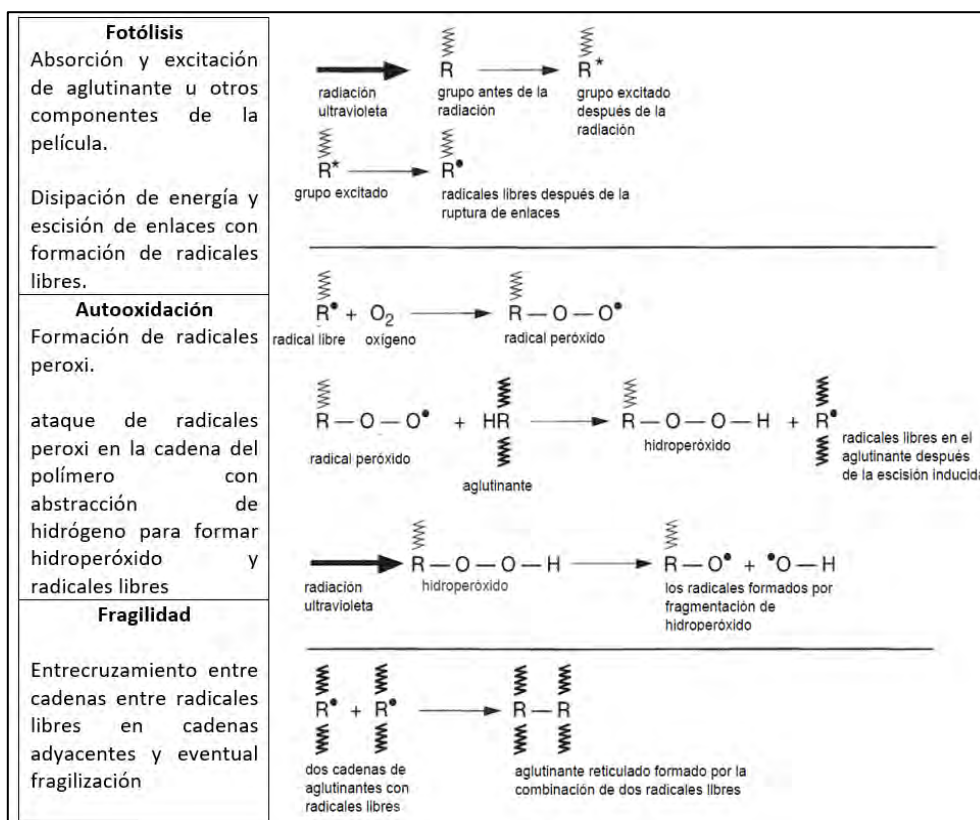 Fotólisis
Absorción y excitación
de aglutinante u otros
componentes de la
película.
Disipación de energía y
escisión de enlaces con
formación de radicales
libres.
radiación
ultravioleta
R
grupo antes de la
radiación
R*
grupo excitado
después de la
radiación
R*
grupo excitado
R•
radicales libres después de la
ruptura de enlaces
Autooxidación
Formación de radicales
peroxi.
ataque de radicales
peroxi en la cadena del
polímero con
abstracción de
hidrógeno para formar
hidroperóxido y
radicales libres
R• + O₂
radical libre oxígeno
R — O — O•
radical peróxido
R — O — O• + HR
radical peróxido
aglutinante
R — O — O — H + R•
hidroperóxido
radicales libres en el
aglutinante después
de la escisión inducida
radiación
ultravioleta
R — O — O — H
hidroperóxido
R — O• + •O — H
los radicales formados por
fragmentación de
hidroperóxido
Fragilidad
Entrecruzamiento entre
cadenas entre radicales
libres en cadenas
adyacentes y eventual
fragilización
R• + R•
dos cadenas de
aglutinantes con
radicales libres
R — R
aglutinante reticulado formado por la
combinación de dos radicales libres